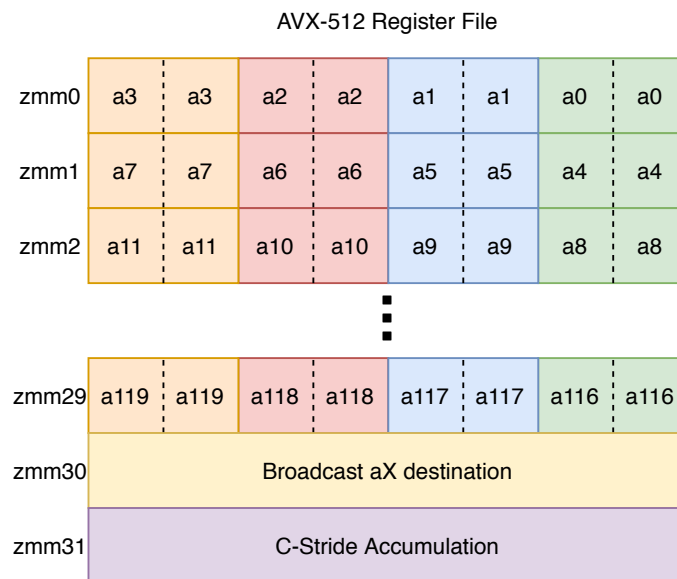 AVX-512 Register File
zmm0 a3 a3 a2 a2 a1 a1 a0 a0
zmm1 a7 a7 a6 a6 a5 a5 a4 a4
zmm2 a11 a11 a10 a10 a9 a9 a8 a8
zmm29 a119 a119 a118 a118 a117 a117 a116 a116
zmm30 Broadcast aX destination
zmm31 C-Stride Accumulation